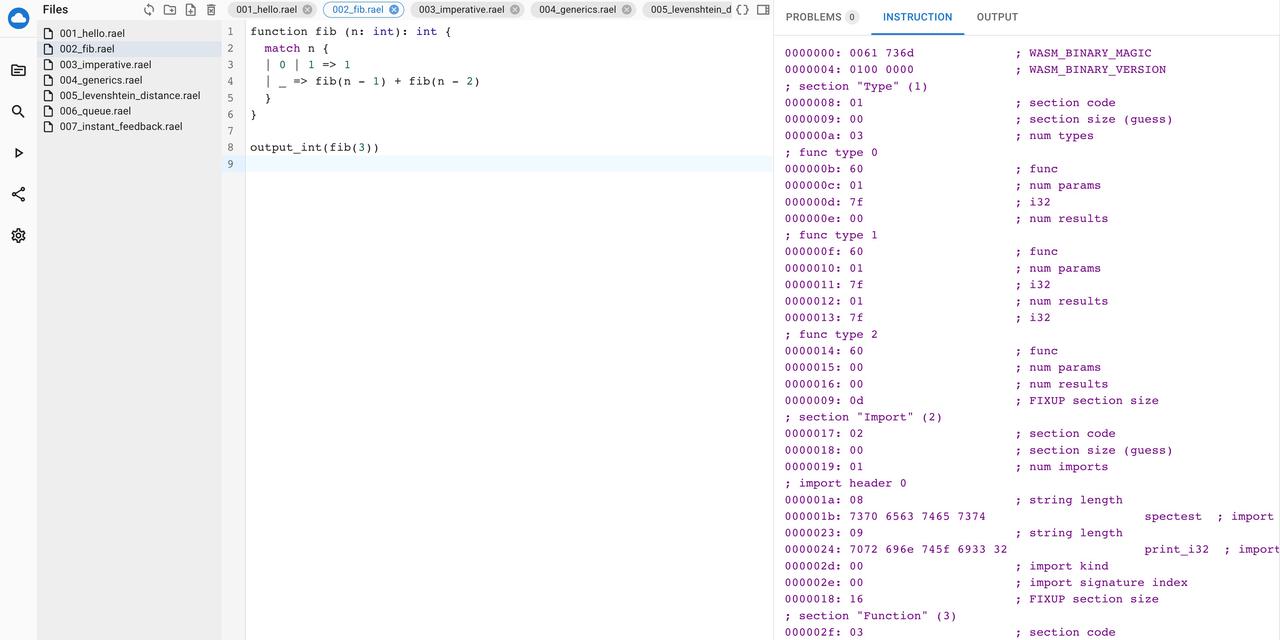 Files
001_hello.rael
002_fib.rael
003_imperative.rael
004_generics.rael
005_levenshtein_distance.rael
006_queue.rael
007_instant_feedback.rael
001_hello.rael 002_fib.rael 003_imperative.rael 004_generics.rael 005_levenshtein_d {}
1 function fib (n: int): int {
2   match n {
3   | 0 | 1 => 1
4   | _ => fib(n - 1) + fib(n - 2)
5   }
6 }
7
8 output_int(fib(3))
9
PROBLEMS 0 INSTRUCTION OUTPUT
0000000: 0061 736d ; WASM_BINARY_MAGIC
0000004: 0100 0000 ; WASM_BINARY_VERSION
; section "Type" (1)
0000008: 01 ; section code
0000009: 00 ; section size (guess)
000000a: 03 ; num types
; func type 0
000000b: 60 ; func
000000c: 01 ; num params
000000d: 7f ; i32
000000e: 00 ; num results
; func type 1
000000f: 60 ; func
0000010: 01 ; num params
0000011: 7f ; i32
0000012: 01 ; num results
0000013: 7f ; i32
; func type 2
0000014: 60 ; func
0000015: 00 ; num params
0000016: 00 ; num results
0000009: 0d ; FIXUP section size
; section "Import" (2)
0000017: 02 ; section code
0000018: 00 ; section size (guess)
0000019: 01 ; num imports
; import header 0
000001a: 08 ; string length
000001b: 7370 6563 7465 7374 spectest ; import
0000023: 09 ; string length
0000024: 7072 696e 745f 6933 32 print_i32 ; import
000002d: 00 ; import kind
000002e: 00 ; import signature index
0000018: 16 ; FIXUP section size
; section "Function" (3)
000002f: 03 ; section code